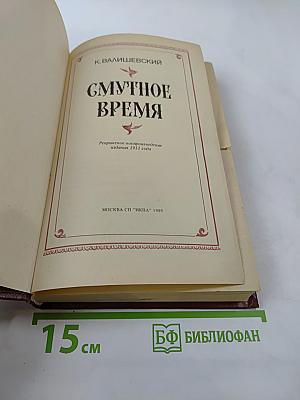 К. ВАЛИШЕВСКИЙ
СМУТНОЕ
ВРЕМЯ
Репринтное воспроизведение
издания 1911 года
МОСКВА СП "ИКПА" 1989
15 см
БФ БИБЛИОФАН